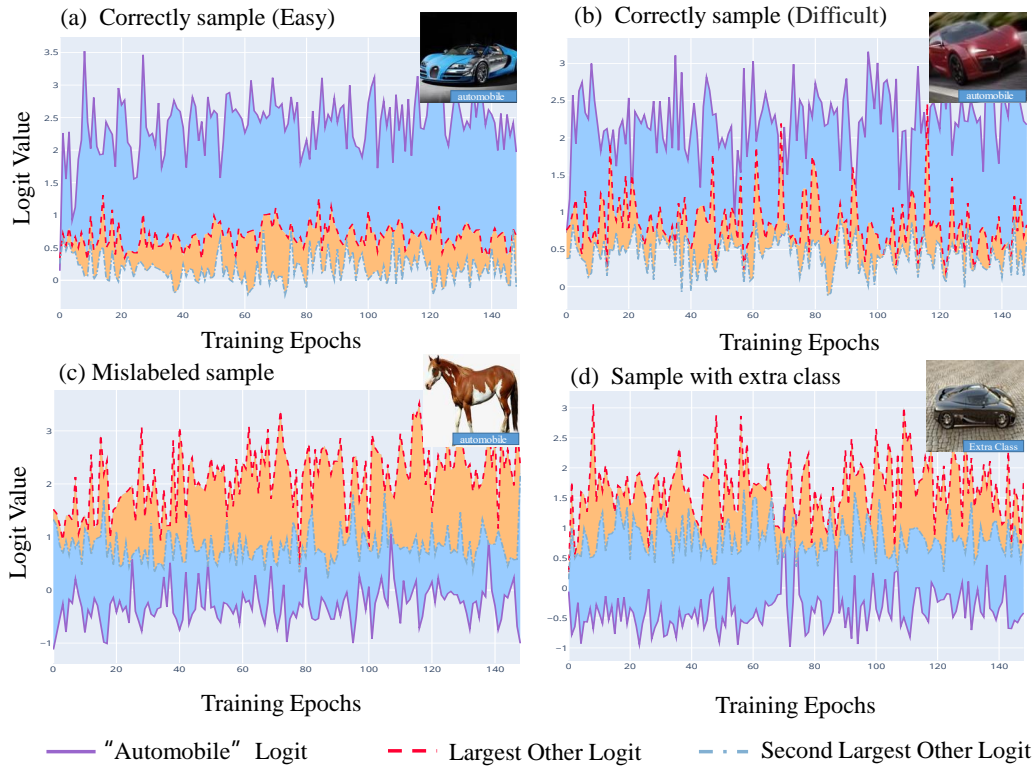 (a) Correctly sample (Easy)
3.5
3
2.5
2
1.5
1
0.5
0
Logit Value
automobile
0 20 40 60 80 100 120 140
Training Epochs
(b) Correctly sample (Difficult)
3
2.5
2
1.5
1
0.5
0
automobile
0 20 40 60 80 100 120 140
Training Epochs
(c) Mislabeled sample
3
2
1
0
−1
Logit Value
automobile
0 20 40 60 80 100 120 140
Training Epochs
(d) Sample with extra class
3
2.5
2
1.5
1
0.5
0
−0.5
−1
Extra Class
0 20 40 60 80 100 120 140
Training Epochs
"Automobile" Logit
Largest Other Logit
Second Largest Other Logit